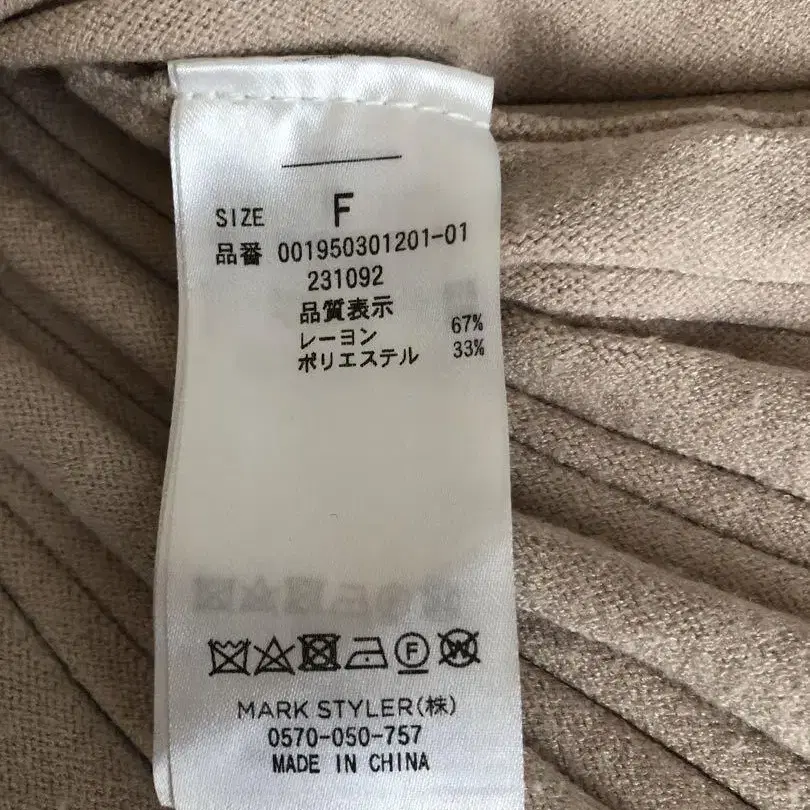 SIZE F
品番 001950301201-01
231092
品質表示
レーヨン 67%
ポリエステル 33%
F W
MARK STYLER(株)
0570-050-757
MADE IN CHINA